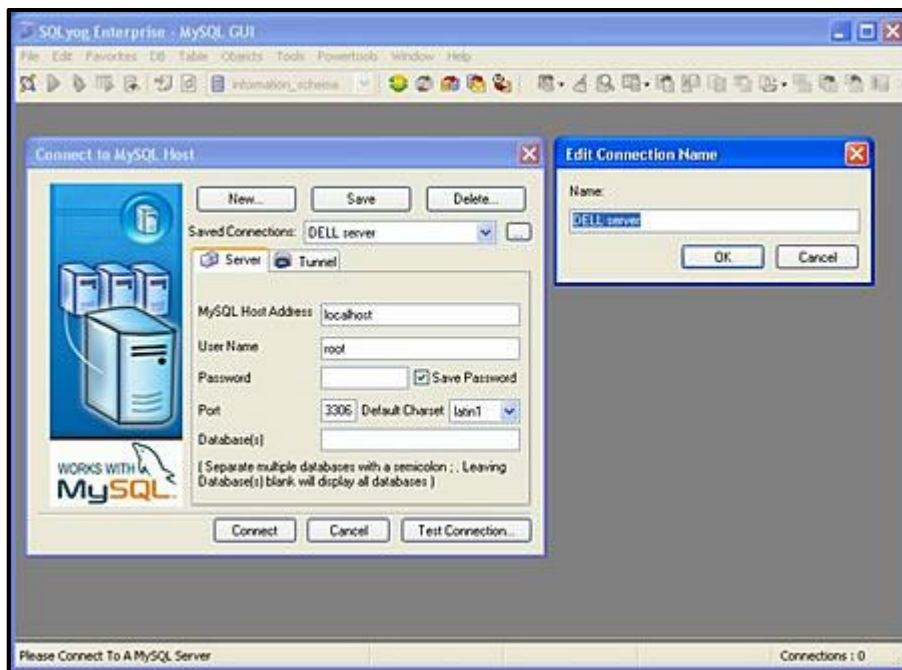 SQLyog Enterprise - MySQL GUI
File Edit Favorites DB Table Objects Tools Powertools Window Help
information_schema
Connect to MySQL Host
New... Save Delete...
Saved Connections: DELL server ...
Server Tunnel
MySQL Host Address localhost
User Name root
Password Save Password
Port 3306 Default Charset latin1
Database(s)
( Separate multiple databases with a semicolon ; . Leaving
Database(s) blank will display all databases )
WORKS WITH
MySQL
Connect Cancel Test Connection...
Edit Connection Name
Name:
DELL server
OK Cancel
Please Connect To A MySQL Server Connections : 0